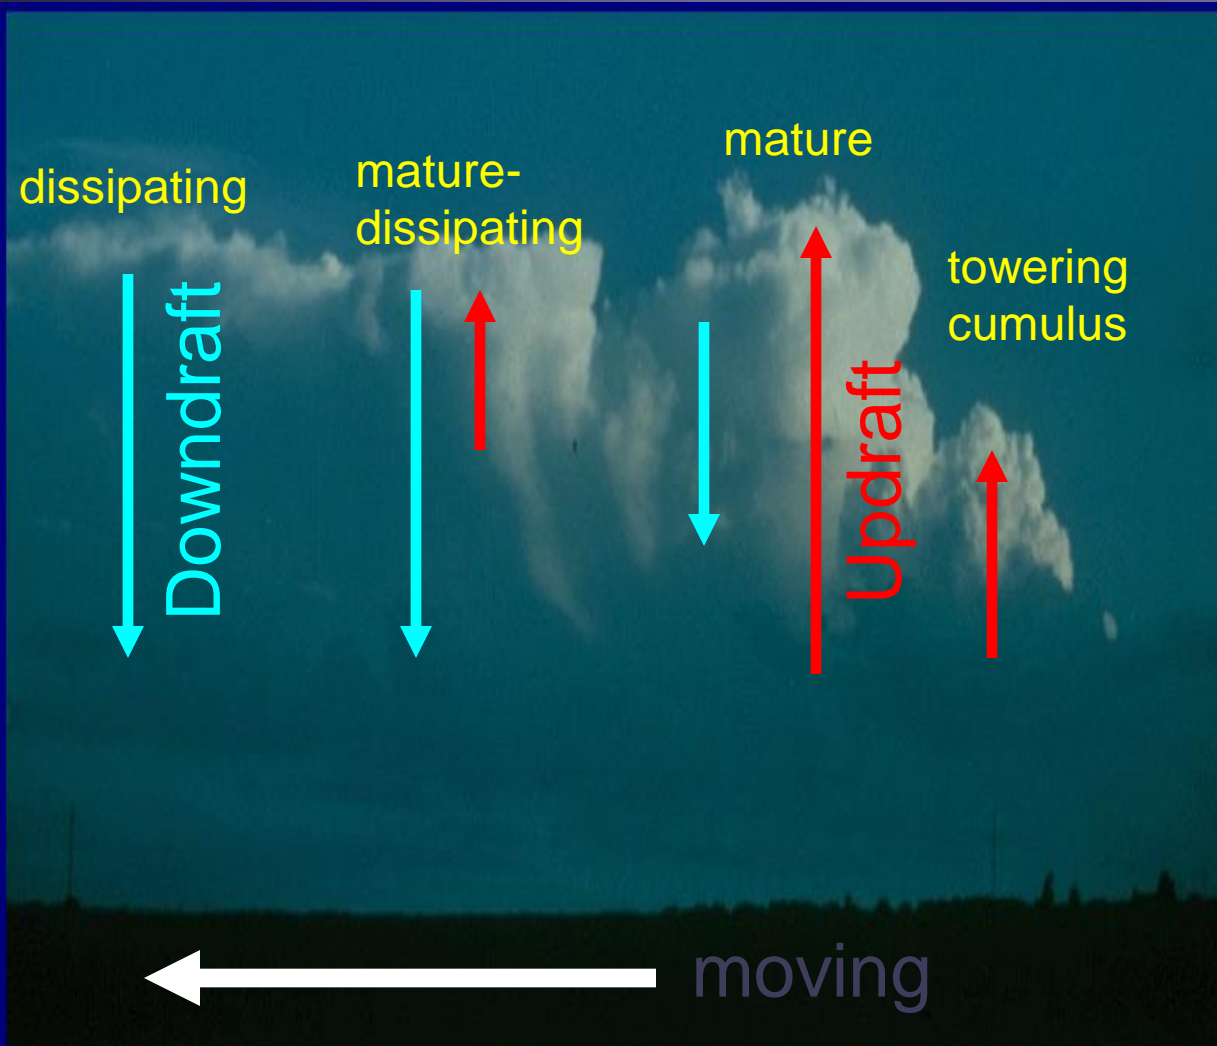 dissipating
mature-
dissipating
mature
towering
cumulus
Downdraft
Updraft
moving